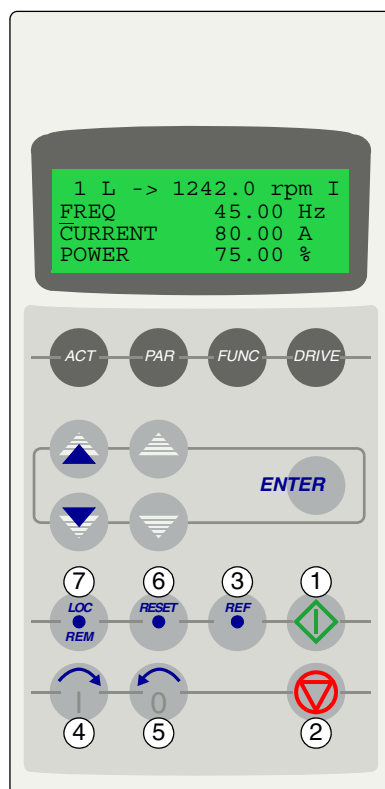 1 L -> 1242.0 rpm I
FREQ 45.00 Hz
CURRENT 80.00 A
POWER 75.00 %
ACT PAR FUNC DRIVE
ENTER
7 6 3 1
LOC RESET REF
REM
I 0
4 5 2